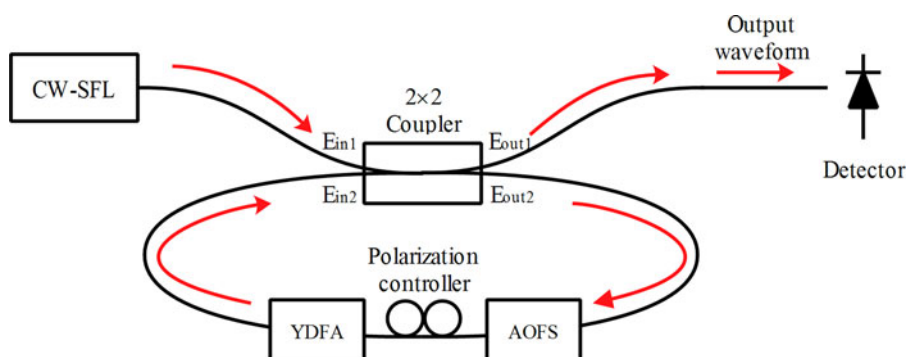 Output
waveform
CW-SFL
2×2
Coupler
Ein1
Eout1
Ein2
Eout2
Detector
Polarization
controller
YDFA
AOFS